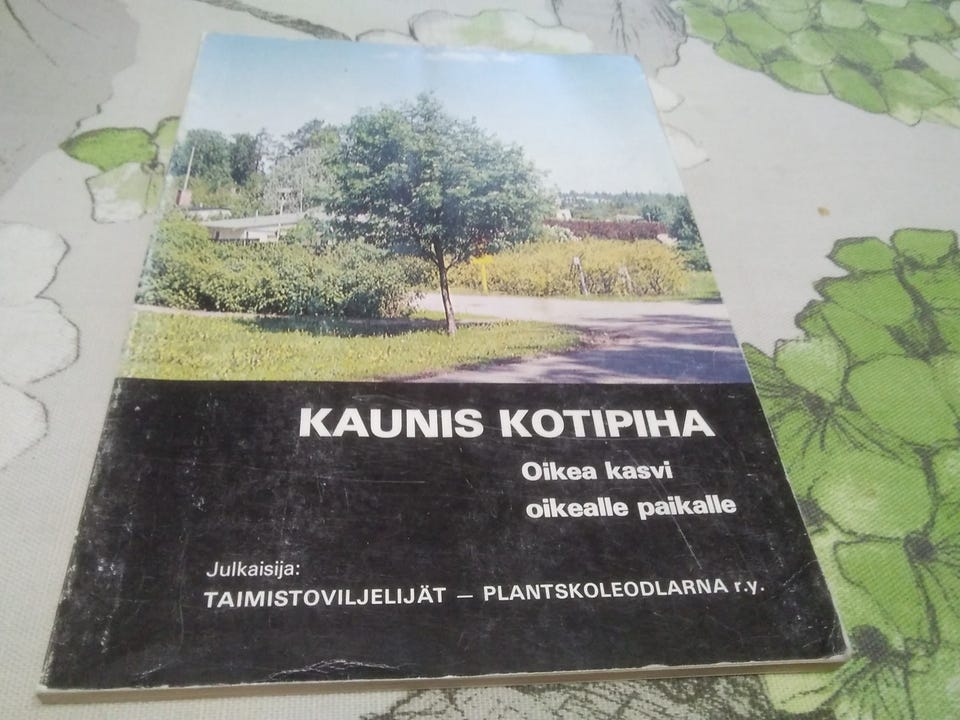 KAUNIS KOTIPIHA
Oikea kasvi
oikealle paikalle
Julkaisija:
TAIMISTOVILJELIJÄT — PLANTSKOLEODLARNA r.y.